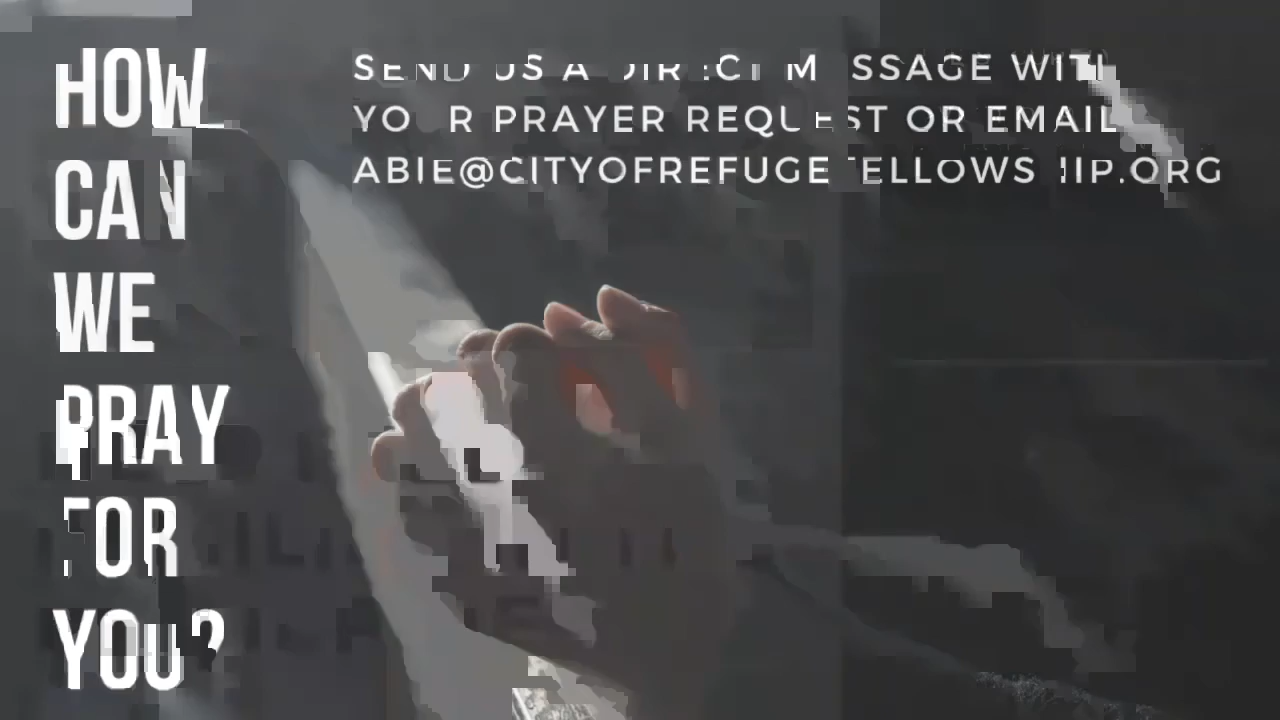 HOW
CAN
WE
PRAY
FOR
YOU?
SEND US A DIRECT MESSAGE WITH
YOUR PRAYER REQUEST OR EMAIL
ABIE@CITYOFREFUGEFELLOWSHIP.ORG